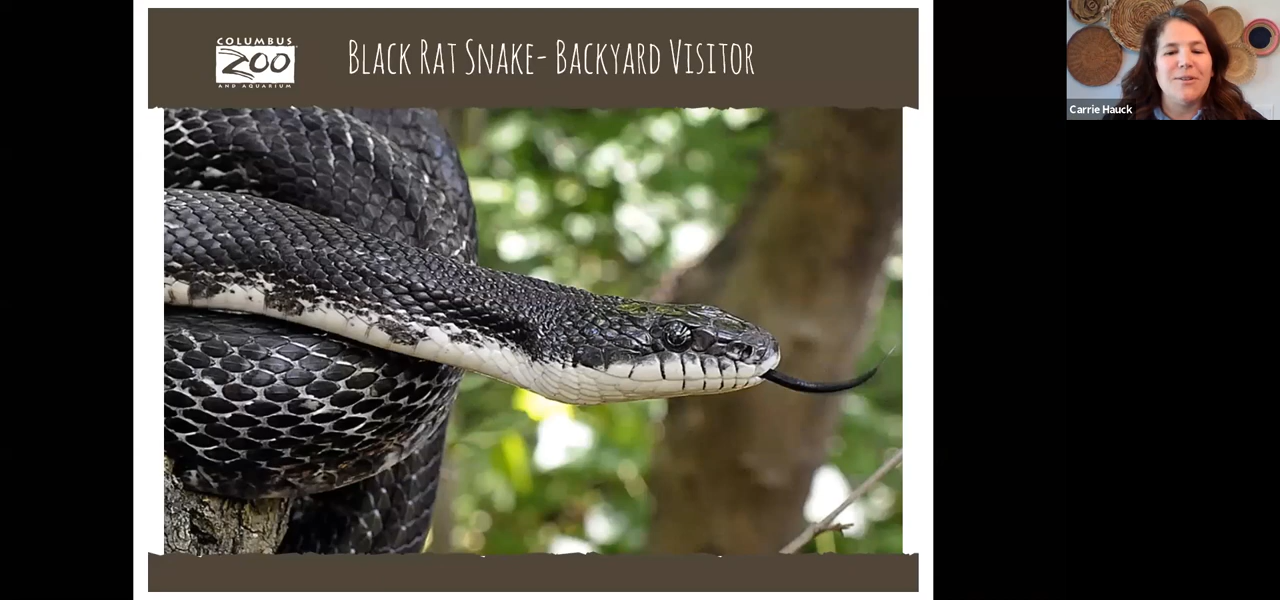 COLUMBUS
ZOO
AND AQUARIUM
BLACK RAT SNAKE- BACKYARD VISITOR
Carrie Hauck